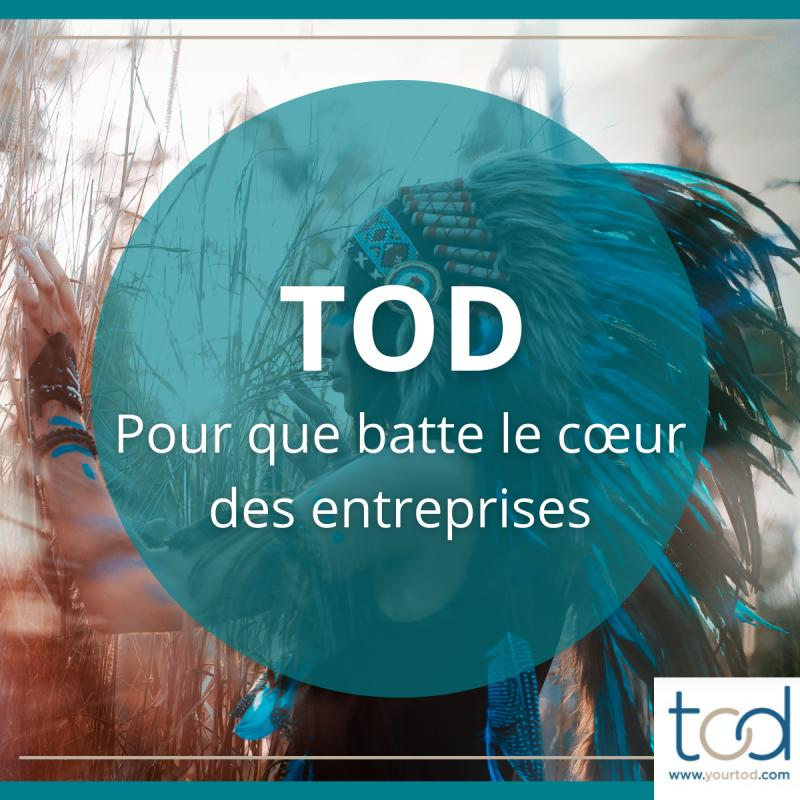 TOD
Pour que batte le cœur
des entreprises
tod
www.yourtod.com